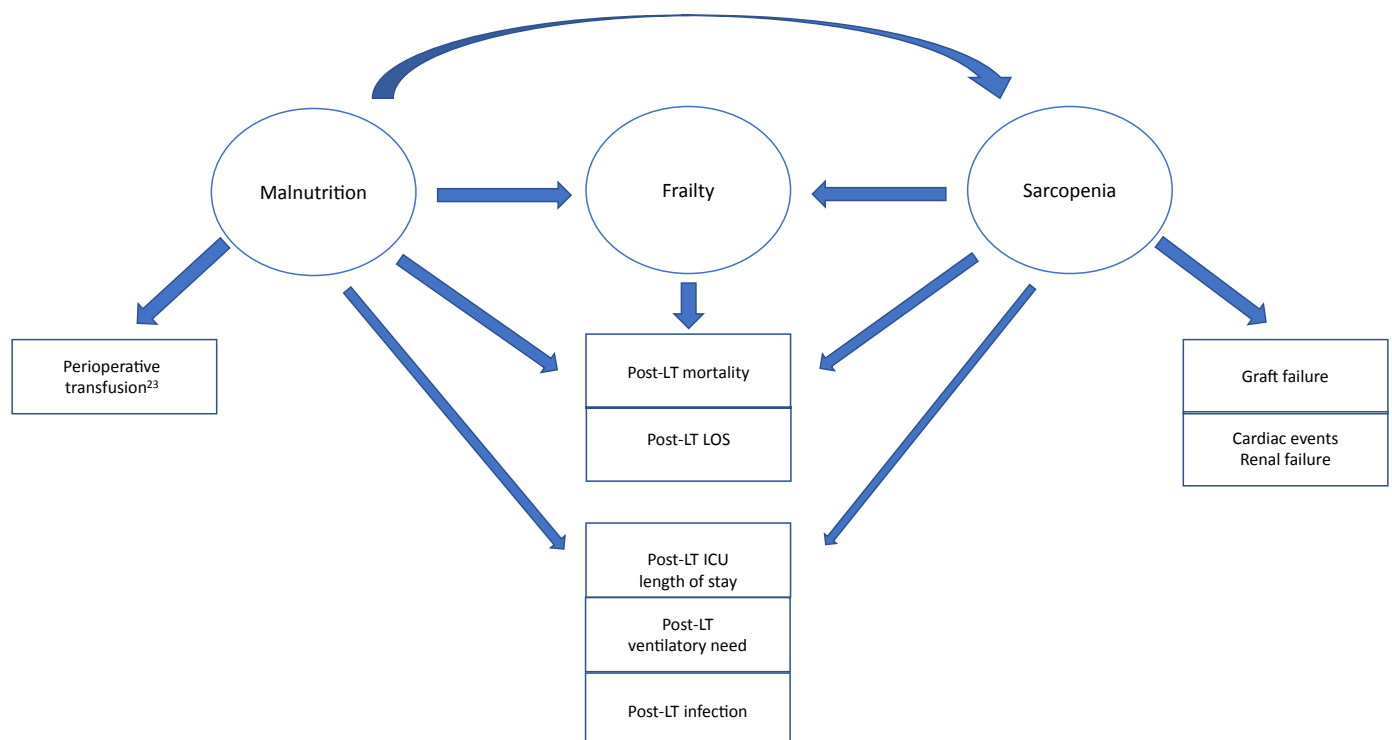 Malnutrition
Frailty
Sarcopenia
Perioperative
transfusion²³
Post-LT mortality
Post-LT LOS
Graft failure
Cardiac events
Renal failure
Post-LT ICU
length of stay
Post-LT
ventilatory need
Post-LT infection